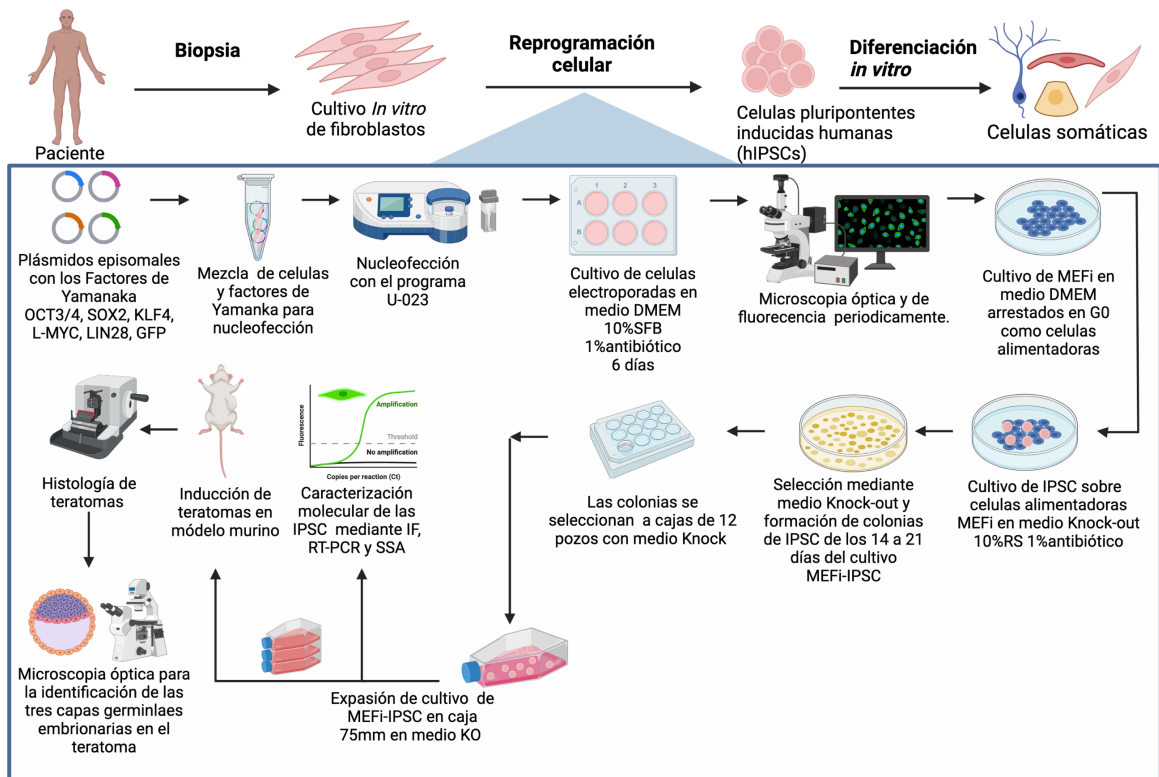 Paciente
Biopsia
Cultivo In vitro
de fibroblastos
Reprogramación
celular
Celulas pluripontentes
inducidas humanas
(hIPSCs)
Diferenciación
in vitro
Celulas somáticas
Plásmidos episomales
con los Factores de
Yamanaka
OCT3/4, SOX2, KLF4,
L-MYC, LIN28, GFP
Mezcla de celulas
y factores de
Yamanka para
nucleofección
Nucleofección
con el programa
U-023
1 2 3
A
B
Cultivo de celulas
electroporadas en
medio DMEM
10%SFB
1%antibiótico
6 días
Microscopia óptica y de
fluorecencia periodicamente.
Cultivo de MEFi en
medio DMEM
arrestados en G0
como celulas
alimentadoras
Cultivo de IPSC sobre
celulas alimentadoras
MEFi en medio Knock-out
10%RS 1%antibiótico)
Selección mediante
medio Knock-out y
formación de colonias
de IPSC de los 14 a 21
días del cultivo
MEFi-IPSC
Las colonias se
seleccionan a cajas de 12
pozos con medio Knock
Expasión de cultivo de
MEFi-IPSC en caja
75mm en medio KO
Fluorescence
Amplification
Threshold
No amplification
Copies per reaction (Ct)
Caracterización
molecular de las
IPSC mediante IF,
RT-PCR y SSA
Inducción de
teratomas en
módelo murino
Histología de
teratomas
Microscopia óptica para
la identificación de las
tres capas germinlaes
embrionarias en el
teratoma